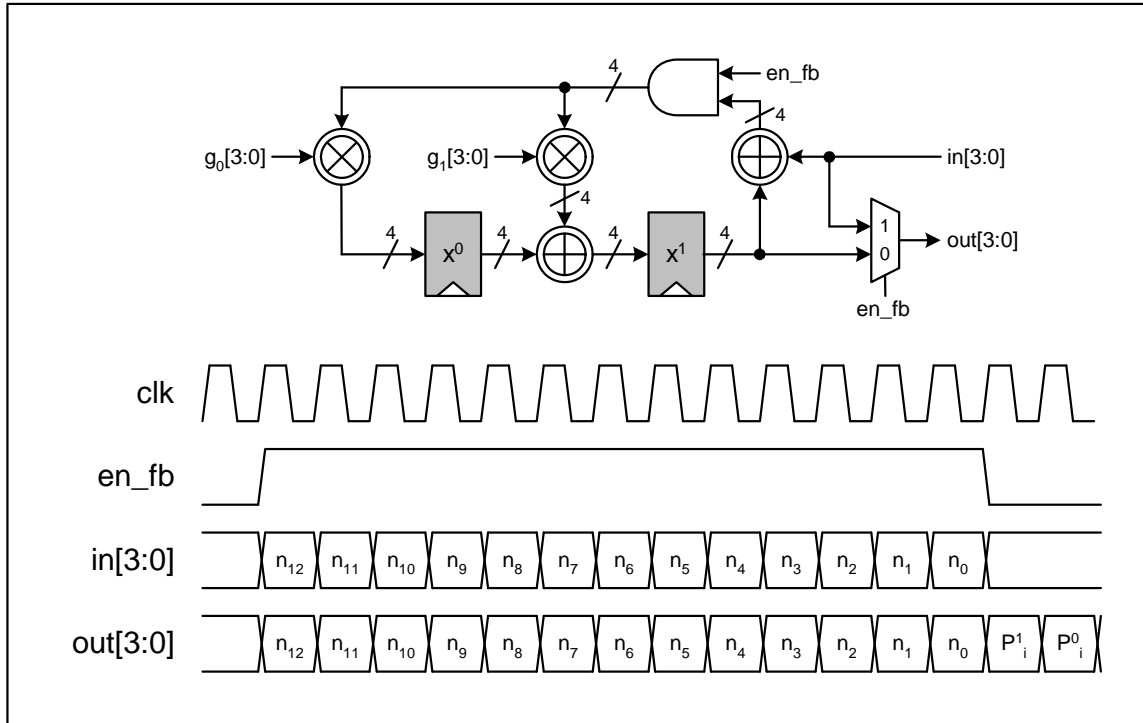 4
en_fb
4
g₀[3:0]
g₁[3:0]
in[3:0]
4
4
x⁰
4
4
x¹
4
1
0
out[3:0]
en_fb
clk
en_fb
in[3:0] n₁₂ n₁₁ n₁₀ n₉ n₈ n₇ n₆ n₅ n₄ n₃ n₂ n₁ n₀
out[3:0] n₁₂ n₁₁ n₁₀ n₉ n₈ n₇ n₆ n₅ n₄ n₃ n₂ n₁ n₀ P¹ᵢ P⁰ᵢ